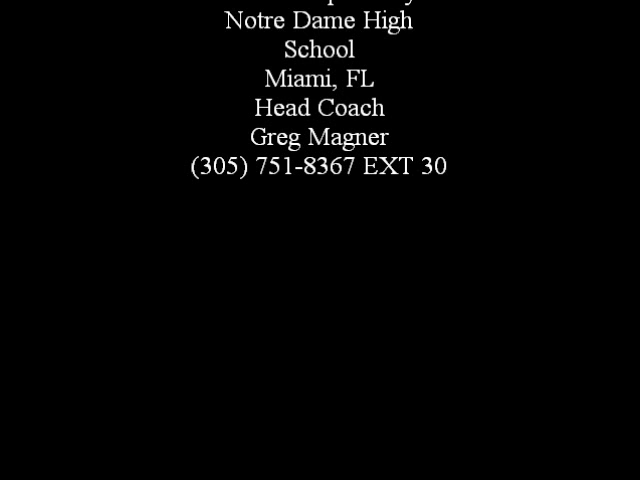 Notre Dame High
School
Miami, FL
Head Coach
Greg Magner
(305) 751-8367 EXT 30